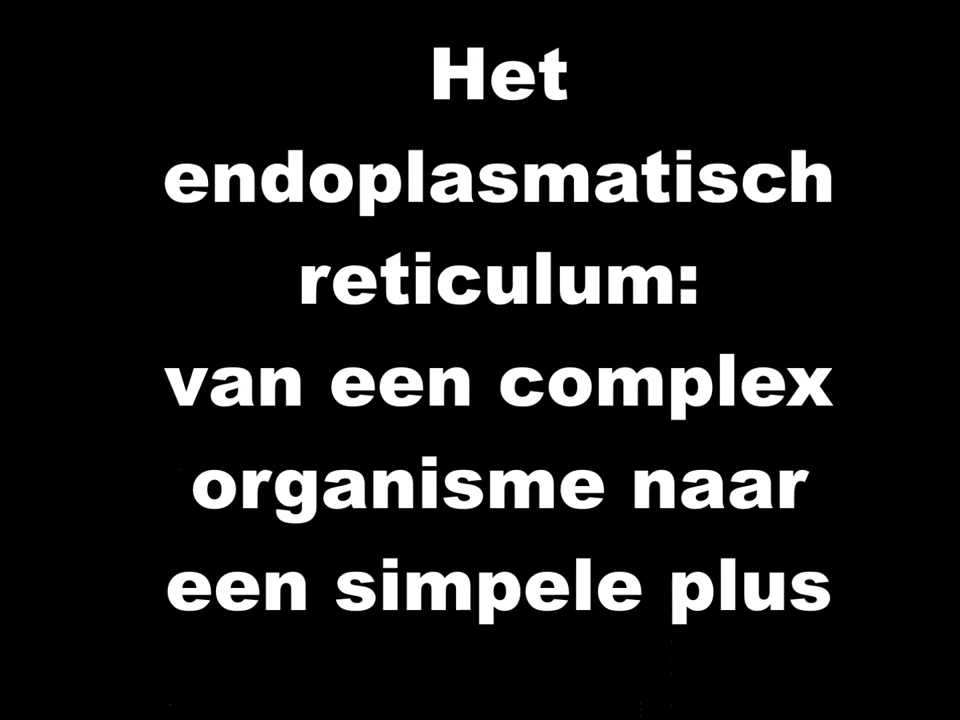 Het
endoplasmatisch
reticulum:
van een complex
organisme naar
een simpele plus